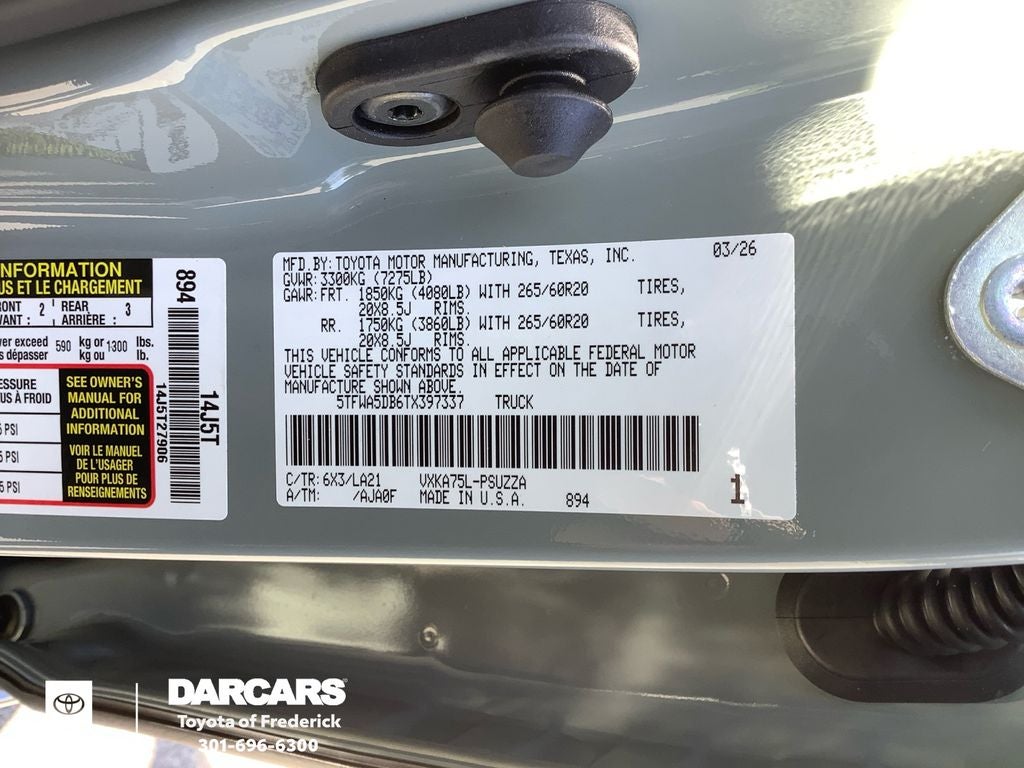 NFORMATION
US ET LE CHARGEMENT
RONT 2 REAR 3
VANT : ARRIÈRE :
ver exceed 590 kg or 1300 lbs.
s dépasser kg ou lb.
PRESSURE
US À FROID
5 PSI
5 PSI
5 PSI
SEE OWNER'S
MANUAL FOR
ADDITIONAL
INFORMATION
VOIR LE MANUEL
DE L'USAGER
POUR PLUS DE
RENSEIGNEMENTS
894
14J5T27906
14J5T
MFD.BY:TOYOTA MOTOR MANUFACTURING, TEXAS, INC. 03/26
GVWR:3300KG (7275LB)
GAWR:FRT. 1850KG (4080LB) WITH 265/60R20 TIRES,
20X8.5J RIMS.
RR. 1750KG (3860LB) WITH 265/60R20 TIRES,
20X8.5J RIMS.
THIS VEHICLE CONFORMS TO ALL APPLICABLE FEDERAL MOTOR
VEHICLE SAFETY STANDARDS IN EFFECT ON THE DATE OF
MANUFACTURE SHOWN ABOVE.
5TFWA5DB6TX397337 TRUCK
C/TR:6X3/LA21 VXKA75L-PSUZZA
A/TM: /AJA0F MADE IN U.S.A. 894
1
DARCARS
Toyota of Frederick
301-696-6300